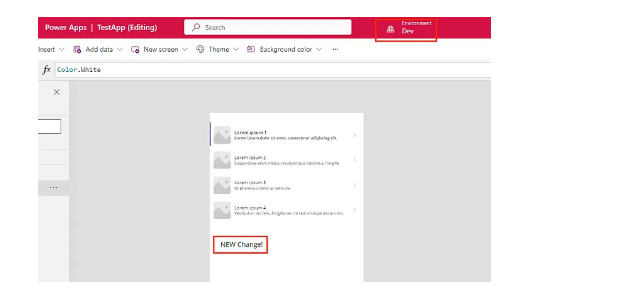 Power Apps | TestApp (Editing)
Search
Environment
Dev
Insert
Add data
New screen
Theme
Background color
fx Color.White
Lorem ipsum 1
Lorem ipsum dolor sit amet, consectetur adipiscing elit.
Lorem ipsum 2
Suspendisse enim metus, tincidunt quis lobortis a, fringilla
Lorem ipsum 3
Ut pharetra a dolor ac vehicula.
Lorem ipsum 4
Vestibulum dui felis, fringilla nec mi sed, tristique dictum nisi.
NEW Change!